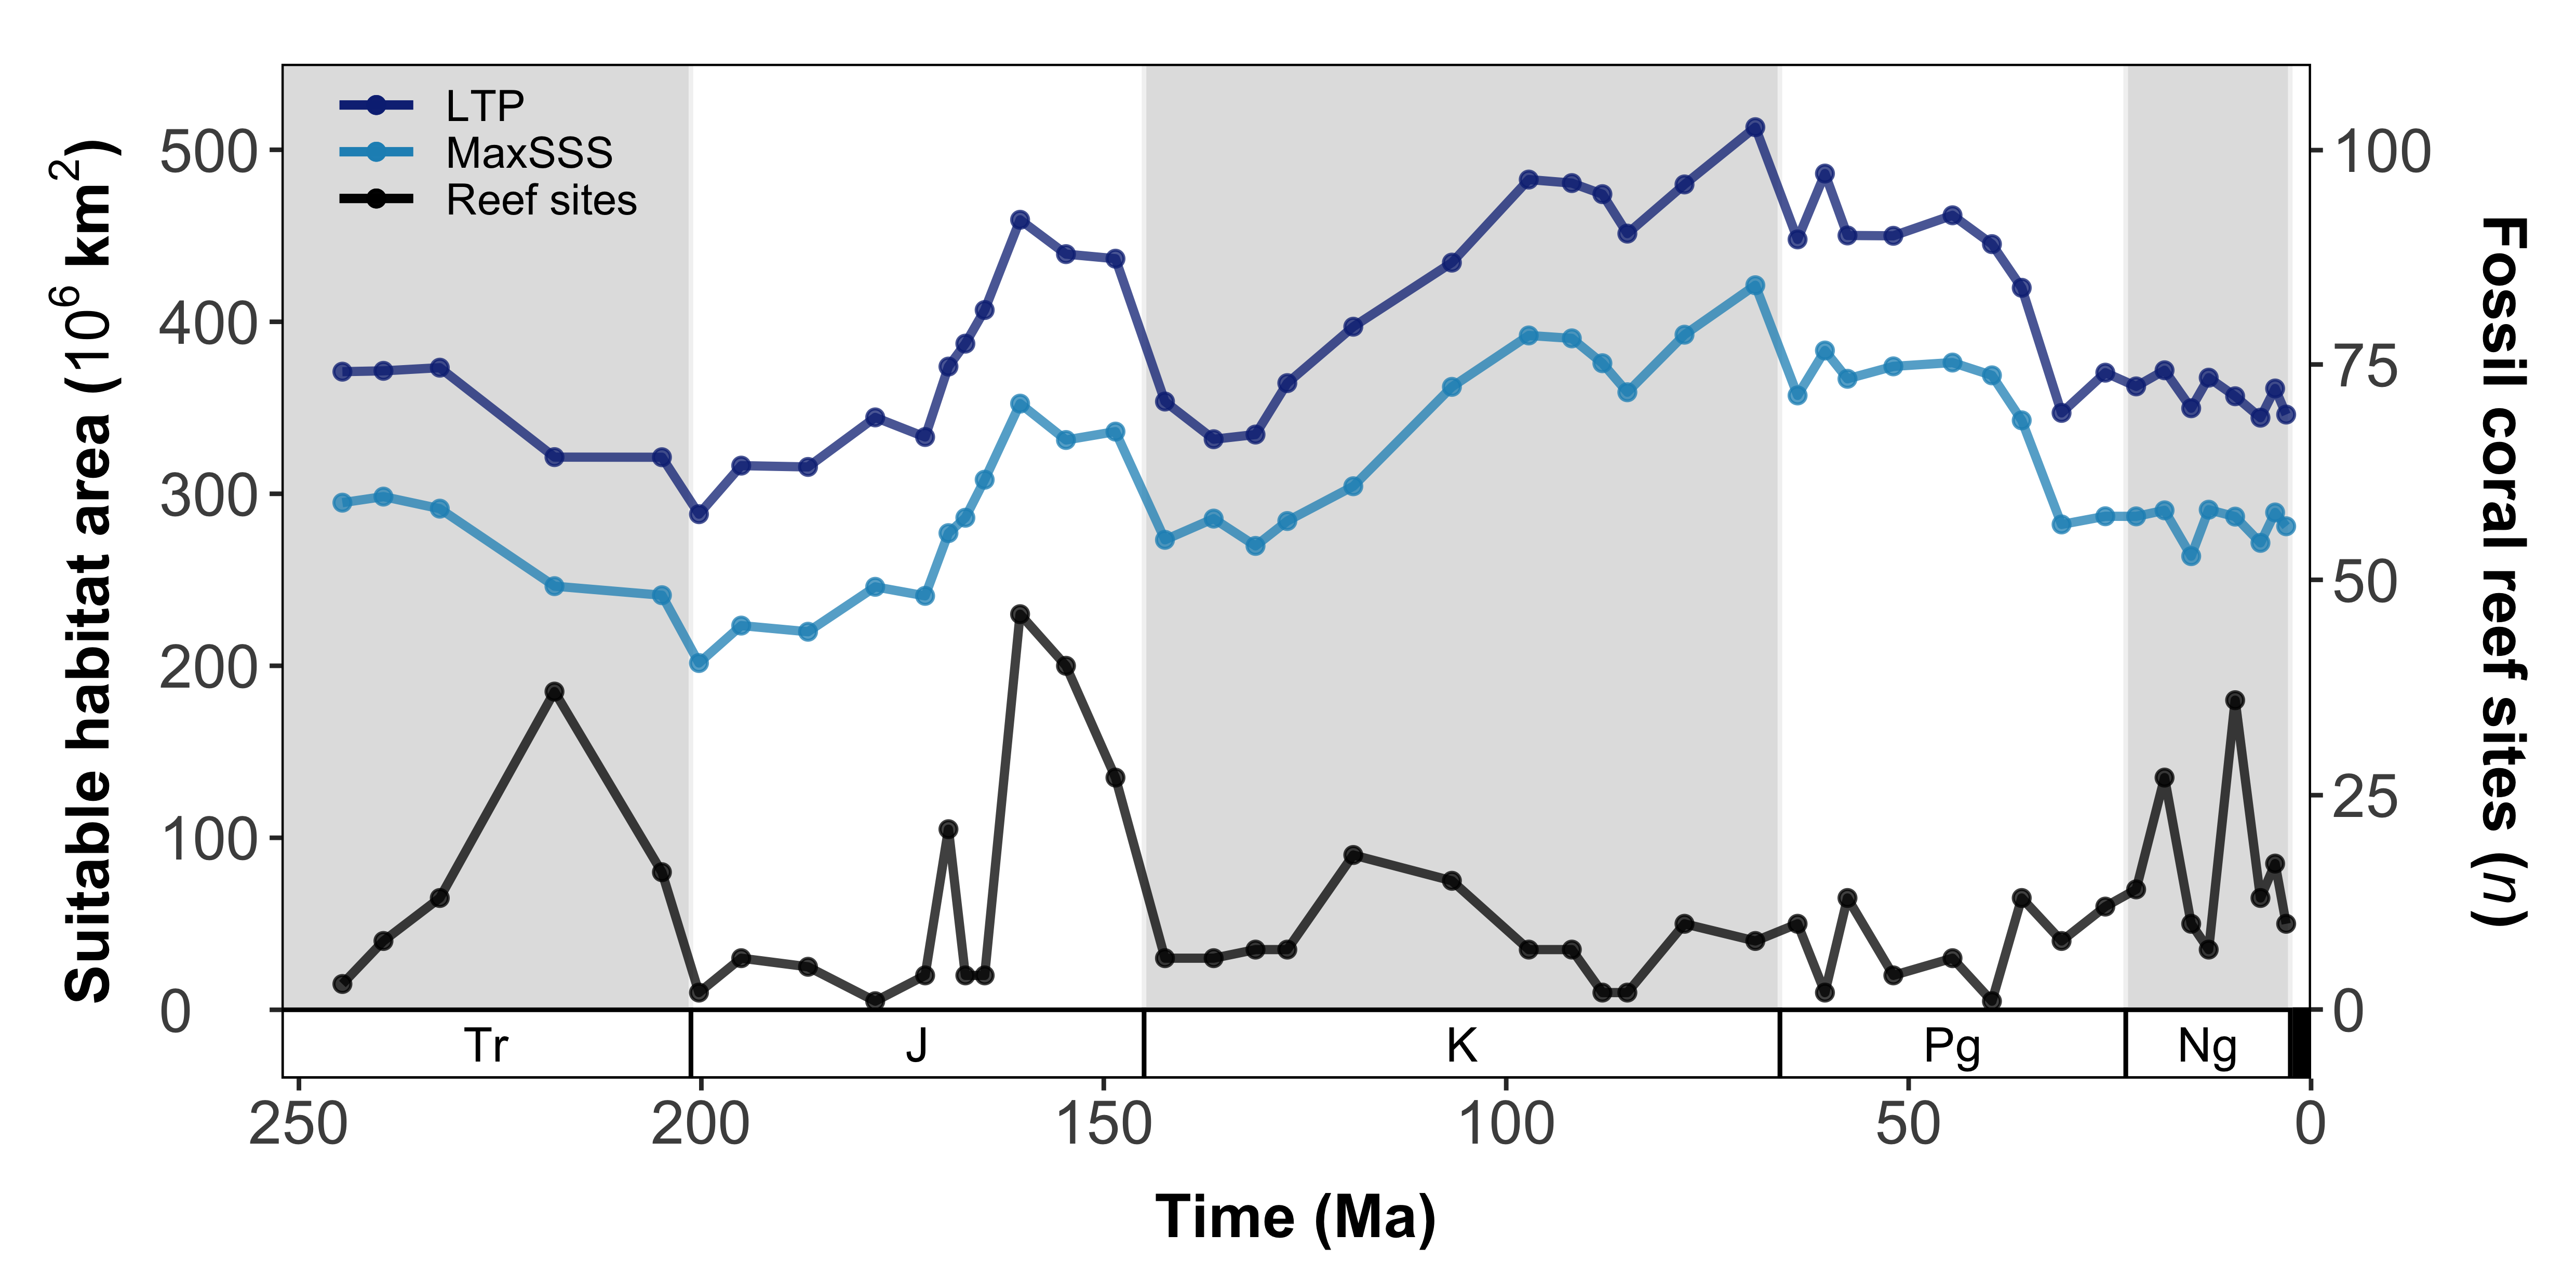 LTP
MaxSSS
Reef sites
Suitable habitat area (10⁶ km²)
500
400
300
200
100
0
Fossil coral reef sites (n)
100
75
50
25
0
Tr J K Pg Ng
250 200 150 100 50 0
Time (Ma)